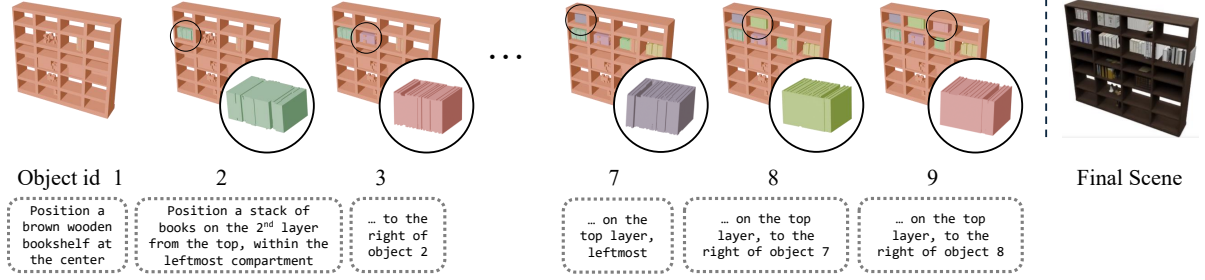 ...
Object id 1 2 3 7 8 9 Final Scene
Position a
brown wooden
bookshelf at
the center
Position a stack of
books on the 2nd layer
from the top, within the
leftmost compartment
… to the
right of
object 2
… on the
top layer,
leftmost
… on the top
layer, to the
right of object 7
… on the top
layer, to the
right of object 8